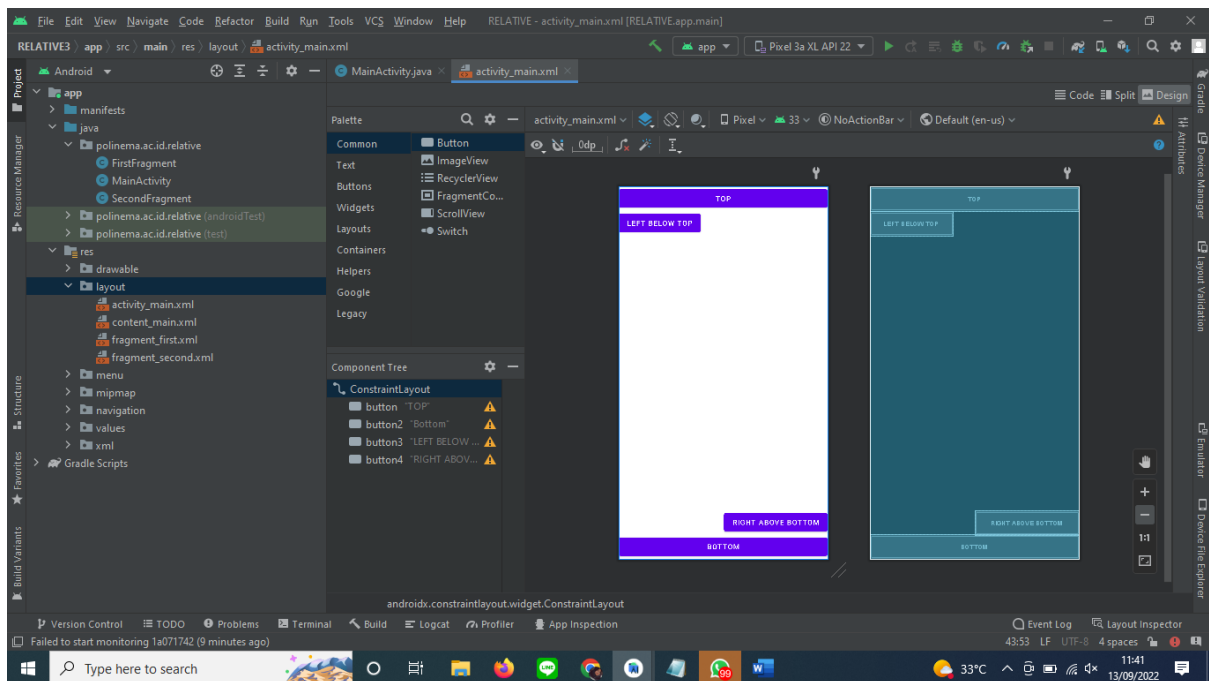 File Edit View Navigate Code Refactor Build Run Tools VCS Window Help RELATIVE - activity_main.xml [RELATIVE.app.main]
RELATIVE3 app src main res layout activity_main.xml app Pixel 3a XL API 22
Android MainActivity.java activity_main.xml
Code Split Design
app
manifests
java
polinema.ac.id.relative
FirstFragment
MainActivity
SecondFragment
polinema.ac.id.relative (androidTest)
polinema.ac.id.relative (test)
res
drawable
layout
activity_main.xml
content_main.xml
fragment_first.xml
fragment_second.xml
menu
mipmap
navigation
values
xml
Gradle Scripts
Project
Resource Manager
Structure
Favorites
Build Variants
Palette
Common
Text
Buttons
Widgets
Layouts
Containers
Helpers
Google
Legacy
Button
ImageView
RecyclerView
FragmentCo...
ScrollView
Switch
Component Tree
ConstraintLayout
button "TOP"
button2 "Bottom"
button3 "LEFT BELOW ...
button4 "RIGHT ABOV...
activity_main.xml Pixel 33 NoActionBar Default (en-us)
0dp
TOP
LEFT BELOW TOP
RIGHT ABOVE BOTTOM
BOTTOM
TOP
LEFT BELOW TOP
RIGHT ABOVE BOTTOM
BOTTOM
1:1
Attributes
Gradle
Device Manager
Layout Validation
Emulator
Device File Explorer
androidx.constraintlayout.widget.ConstraintLayout
Version Control TODO Problems Terminal Build Logcat Profiler App Inspection Event Log Layout Inspector
Failed to start monitoring 1a071742 (9 minutes ago) 43:53 LF UTF-8 4 spaces
Type here to search 99 33°C 11:41
13/09/2022